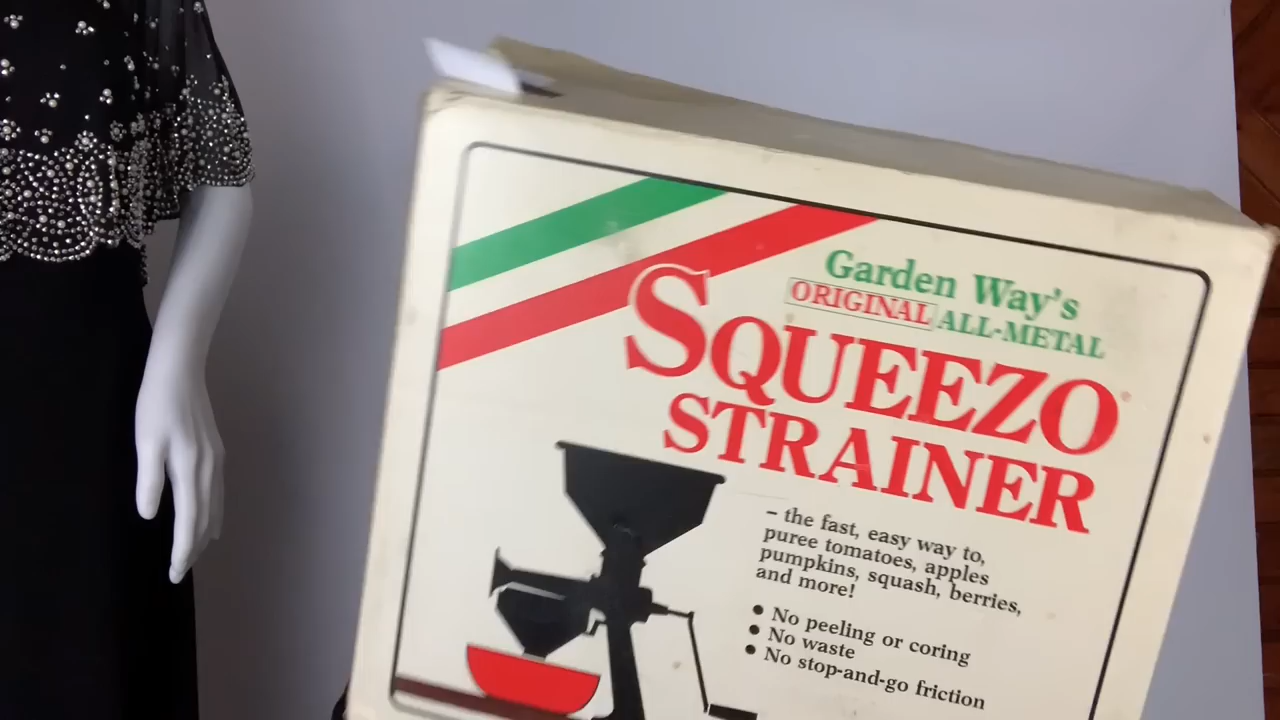 Garden Way's
ORIGINAL ALL-METAL
SQUEEZO
STRAINER
– the fast, easy way to,
puree tomatoes, apples
pumpkins, squash, berries,
and more!
• No peeling or coring
• No waste
• No stop-and-go friction